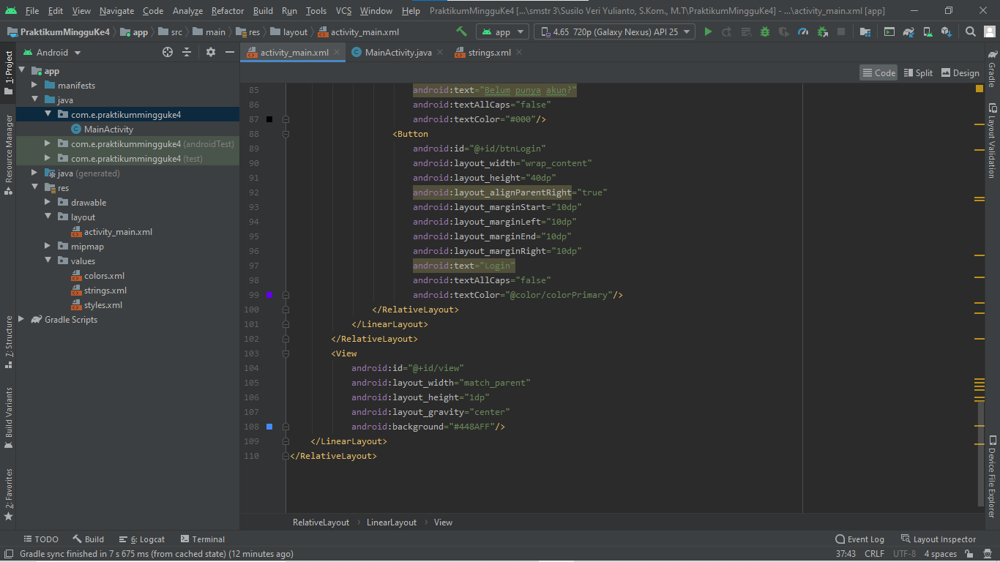 File Edit View Navigate Code Analyze Refactor Build Run Tools VCS Window Help PraktikumMingguKe4 [...\smstr 3\Susilo Veri Yulianto, S.Kom., M.T\PraktikumMingguKe4] - ...\activity_main.xml [app]
PraktikumMingguKe4 app src main res layout activity_main.xml app 4.65 720p (Galaxy Nexus) API 25
Android activity_main.xml MainActivity.java strings.xml
Code Split Design
1: Project
Resource Manager
7: Structure
Build Variants
2: Favorites
app
manifests
java
com.e.praktikummingguke4
MainActivity
com.e.praktikummingguke4 (androidTest)
com.e.praktikummingguke4 (test)
java (generated)
res
drawable
layout
activity_main.xml
mipmap
values
colors.xml
strings.xml
styles.xml
Gradle Scripts
85 android:text="Belum punya akun?"
86 android:textAllCaps="false"
87 android:textColor="#000"/>
88 <Button
89 android:id="@+id/btnLogin"
90 android:layout_width="wrap_content"
91 android:layout_height="40dp"
92 android:layout_alignParentRight="true"
93 android:layout_marginStart="10dp"
94 android:layout_marginLeft="10dp"
95 android:layout_marginEnd="10dp"
96 android:layout_marginRight="10dp"
97 android:text="Login"
98 android:textAllCaps="false"
99 android:textColor="@color/colorPrimary"/>
100 </RelativeLayout>
101 </LinearLayout>
102 </RelativeLayout>
103 <View
104 android:id="@+id/view"
105 android:layout_width="match_parent"
106 android:layout_height="1dp"
107 android:layout_gravity="center"
108 android:background="#448AFF"/>
109 </LinearLayout>
110 </RelativeLayout>
Gradle
Layout Validation
Device File Explorer
RelativeLayout LinearLayout View
TODO Build 6: Logcat Terminal Event Log Layout Inspector
Gradle sync finished in 7 s 675 ms (from cached state) (12 minutes ago) 37:43 CRLF UTF-8 4 spaces